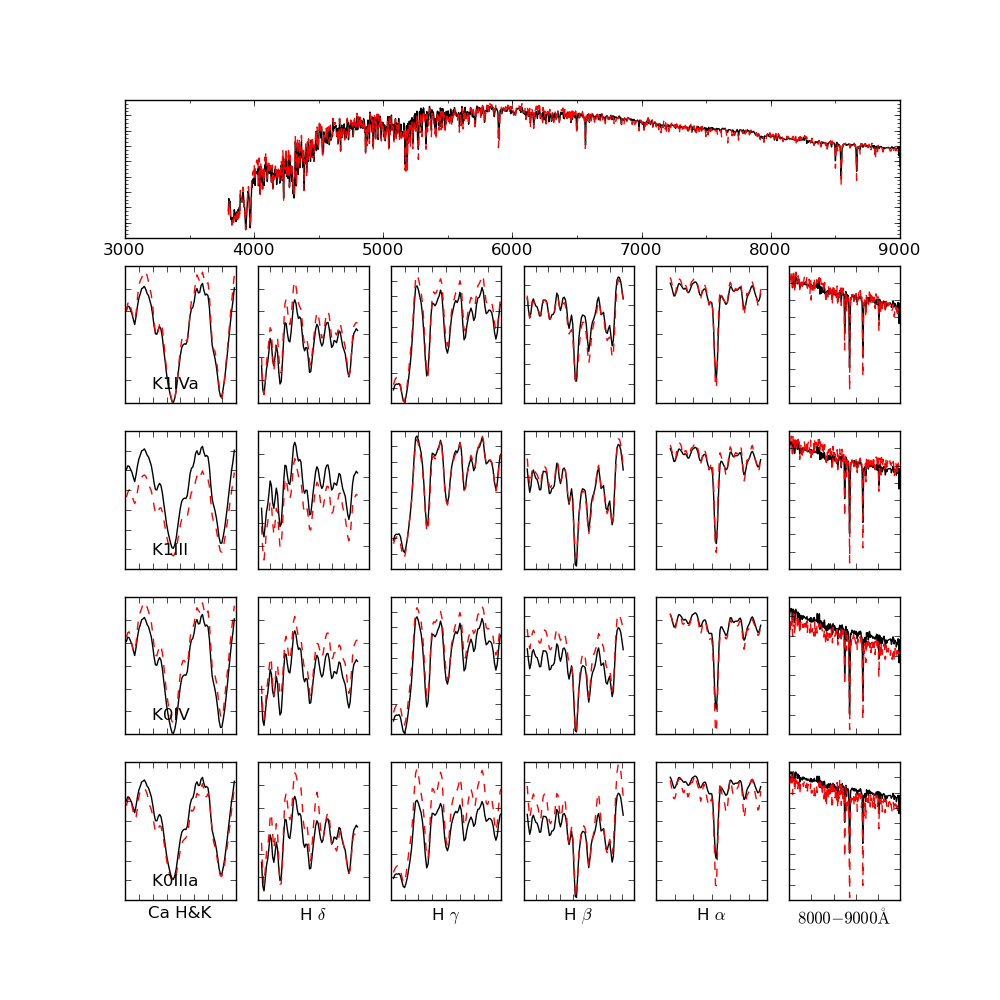 3000 4000 5000 6000 7000 8000 9000
K1IVa
K1III
K0IV
K0IIIa
Ca H&K H δ H γ H β H α 8000−9000Å